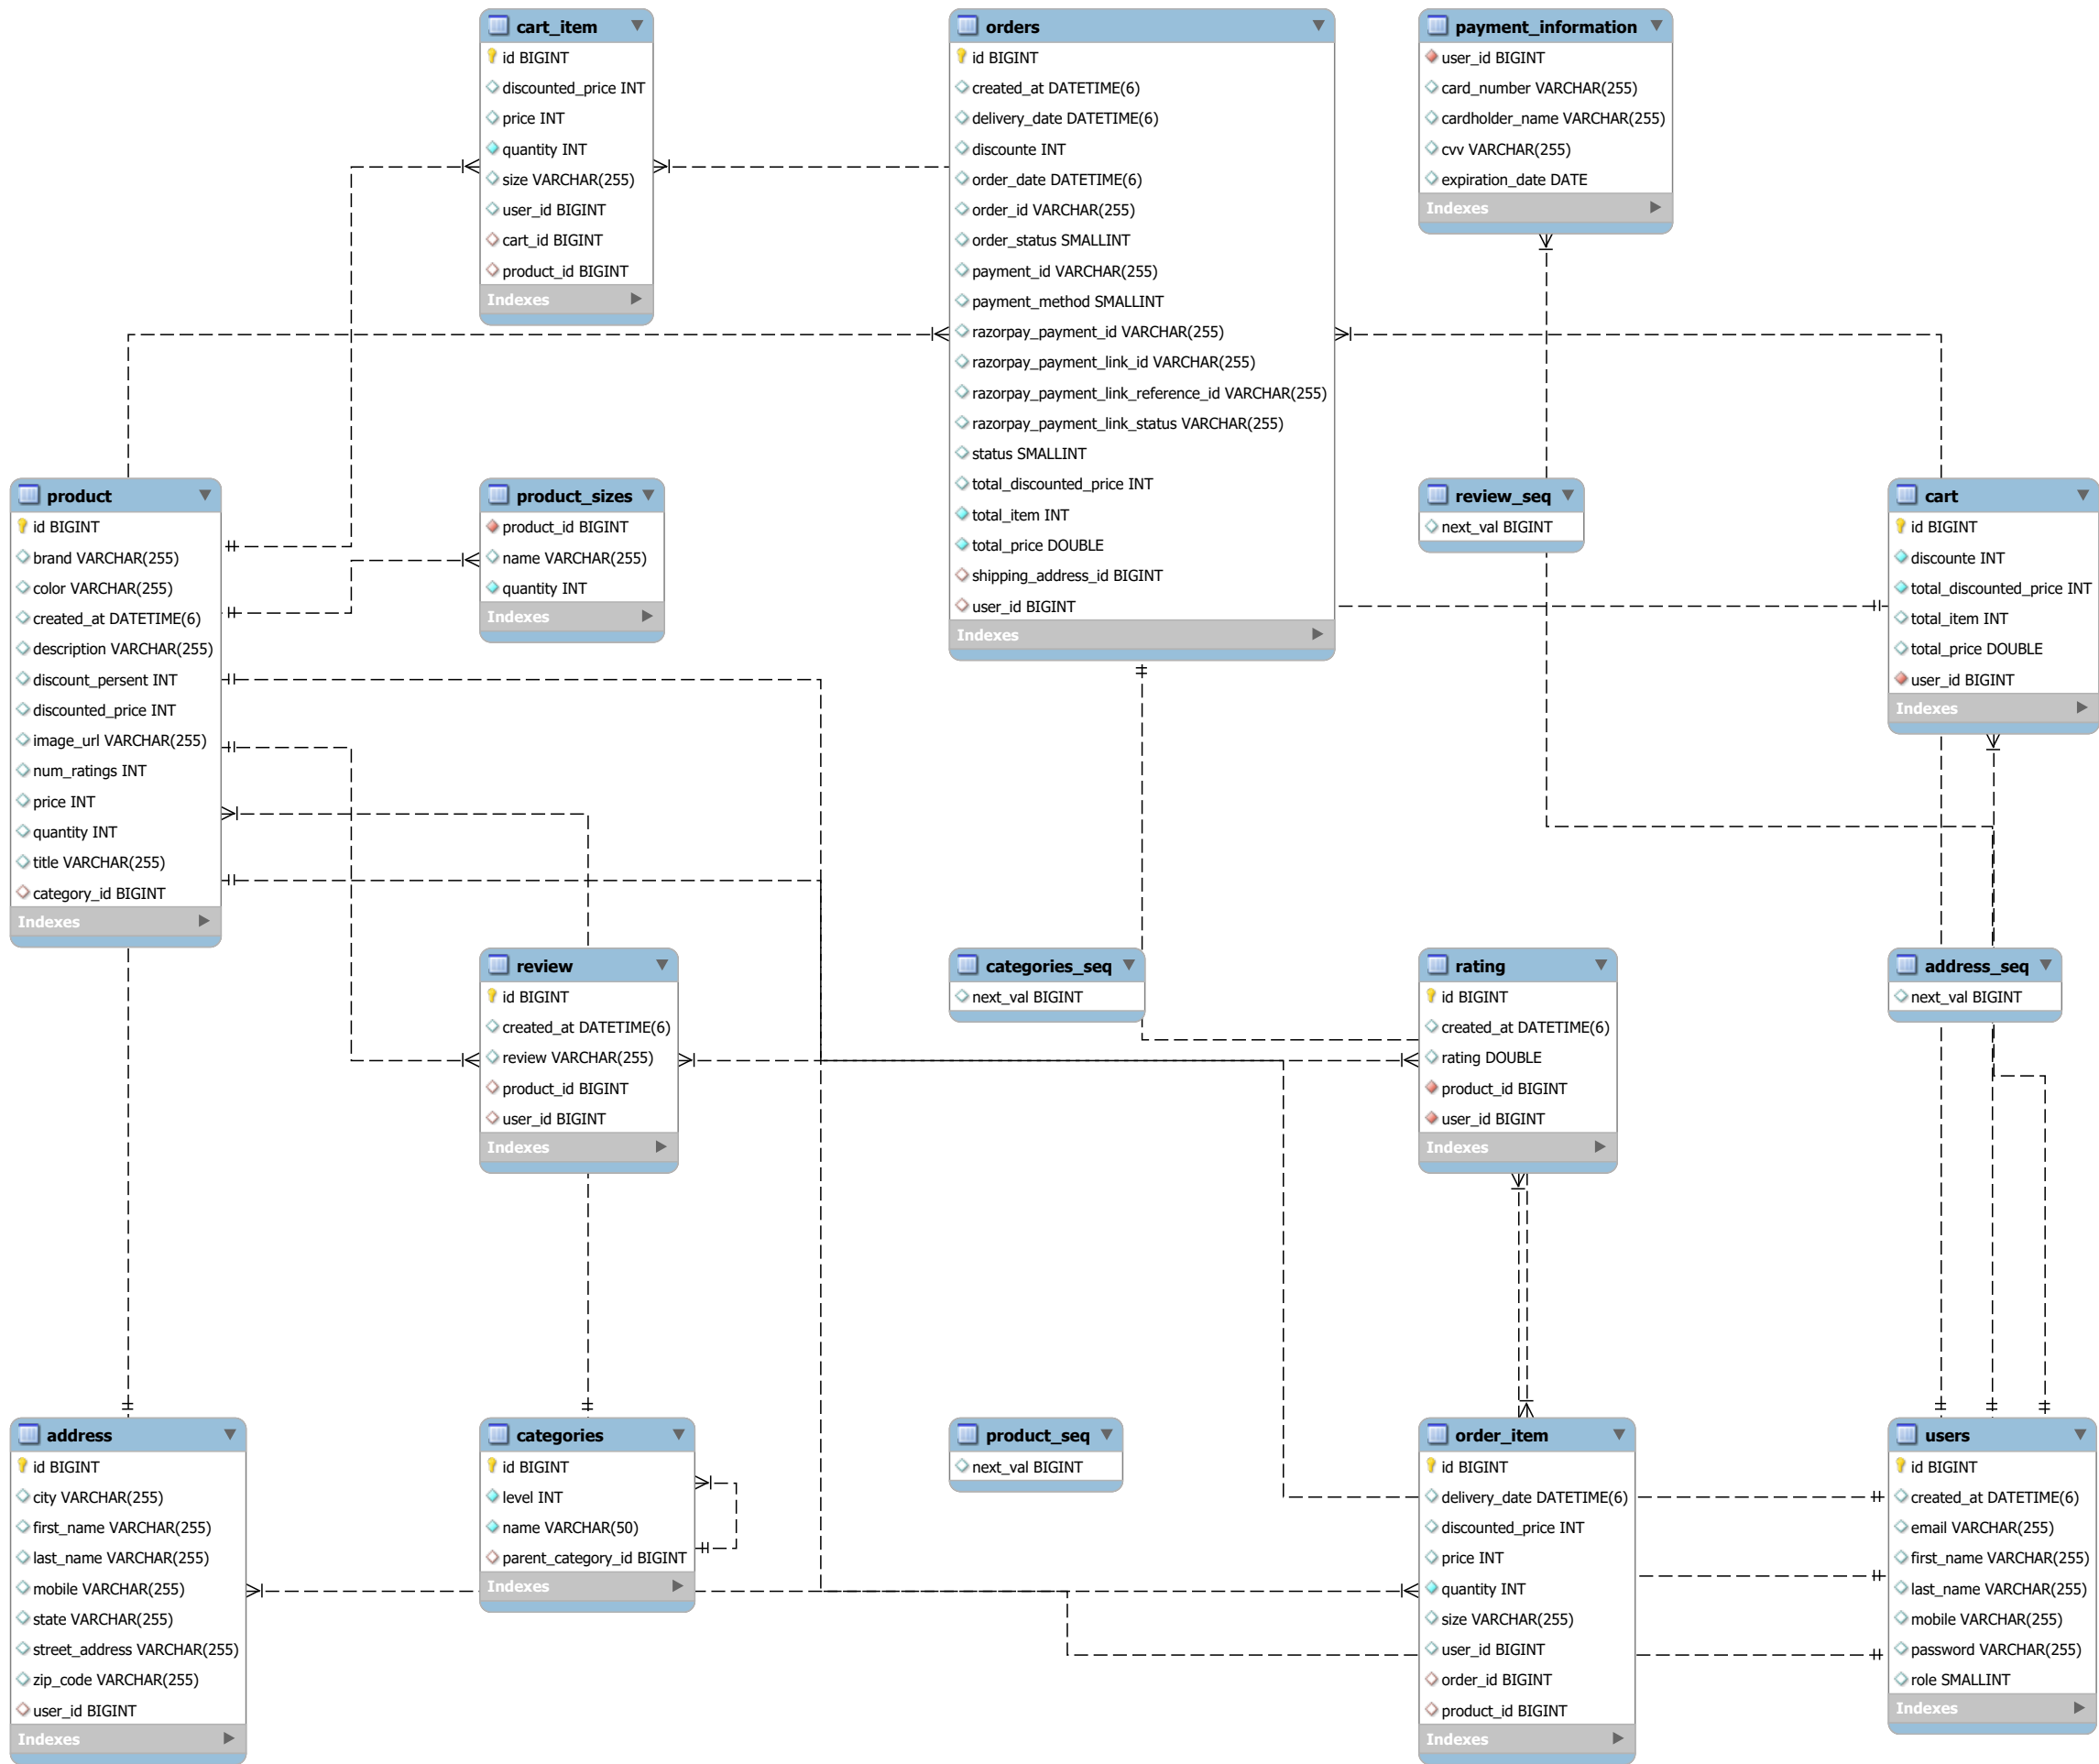 cart_item
id BIGINT
discounted_price INT
price INT
quantity INT
size VARCHAR(255)
user_id BIGINT
cart_id BIGINT
product_id BIGINT
Indexes
orders
id BIGINT
created_at DATETIME(6)
delivery_date DATETIME(6)
discounte INT
order_date DATETIME(6)
order_id VARCHAR(255)
order_status SMALLINT
payment_id VARCHAR(255)
payment_method SMALLINT
razorpay_payment_id VARCHAR(255)
razorpay_payment_link_id VARCHAR(255)
razorpay_payment_link_reference_id VARCHAR(255)
razorpay_payment_link_status VARCHAR(255)
status SMALLINT
total_discounted_price INT
total_item INT
total_price DOUBLE
shipping_address_id BIGINT
user_id BIGINT
Indexes
payment_information
user_id BIGINT
card_number VARCHAR(255)
cardholder_name VARCHAR(255)
cvv VARCHAR(255)
expiration_date DATE
Indexes
product
id BIGINT
brand VARCHAR(255)
color VARCHAR(255)
created_at DATETIME(6)
description VARCHAR(255)
discount_persent INT
discounted_price INT
image_url VARCHAR(255)
num_ratings INT
price INT
quantity INT
title VARCHAR(255)
category_id BIGINT
Indexes
product_sizes
product_id BIGINT
name VARCHAR(255)
quantity INT
Indexes
review_seq
next_val BIGINT
cart
id BIGINT
discounte INT
total_discounted_price INT
total_item INT
total_price DOUBLE
user_id BIGINT
Indexes
review
id BIGINT
created_at DATETIME(6)
review VARCHAR(255)
product_id BIGINT
user_id BIGINT
Indexes
categories_seq
next_val BIGINT
rating
id BIGINT
created_at DATETIME(6)
rating DOUBLE
product_id BIGINT
user_id BIGINT
Indexes
address_seq
next_val BIGINT
address
id BIGINT
city VARCHAR(255)
first_name VARCHAR(255)
last_name VARCHAR(255)
mobile VARCHAR(255)
state VARCHAR(255)
street_address VARCHAR(255)
zip_code VARCHAR(255)
user_id BIGINT
Indexes
categories
id BIGINT
level INT
name VARCHAR(50)
parent_category_id BIGINT
Indexes
product_seq
next_val BIGINT
order_item
id BIGINT
delivery_date DATETIME(6)
discounted_price INT
price INT
quantity INT
size VARCHAR(255)
user_id BIGINT
order_id BIGINT
product_id BIGINT
Indexes
users
id BIGINT
created_at DATETIME(6)
email VARCHAR(255)
first_name VARCHAR(255)
last_name VARCHAR(255)
mobile VARCHAR(255)
password VARCHAR(255)
role SMALLINT
Indexes